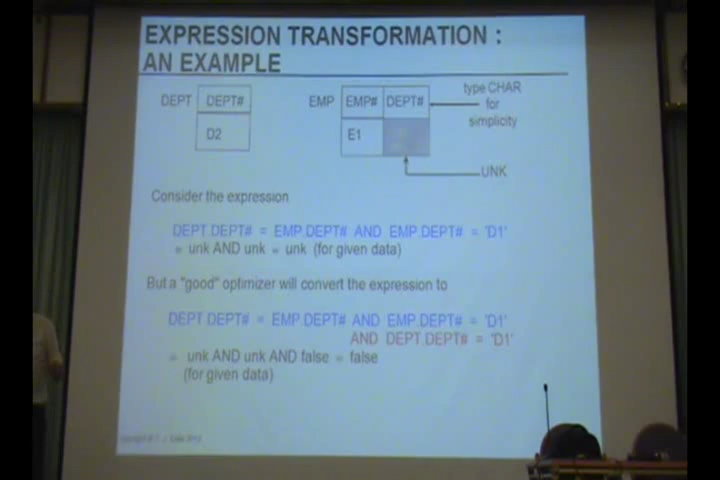 EXPRESSION TRANSFORMATION :
AN EXAMPLE
DEPT DEPT#
D2
EMP EMP# DEPT#
E1
type CHAR
for
simplicity
UNK
Consider the expression
DEPT.DEPT# = EMP.DEPT# AND EMP.DEPT# = 'D1'
= unk AND unk = unk (for given data)
But a "good" optimizer will convert the expression to
DEPT.DEPT# = EMP.DEPT# AND EMP.DEPT# = 'D1'
AND DEPT.DEPT# = 'D1'
= unk AND unk AND false = false
(for given data)
Date